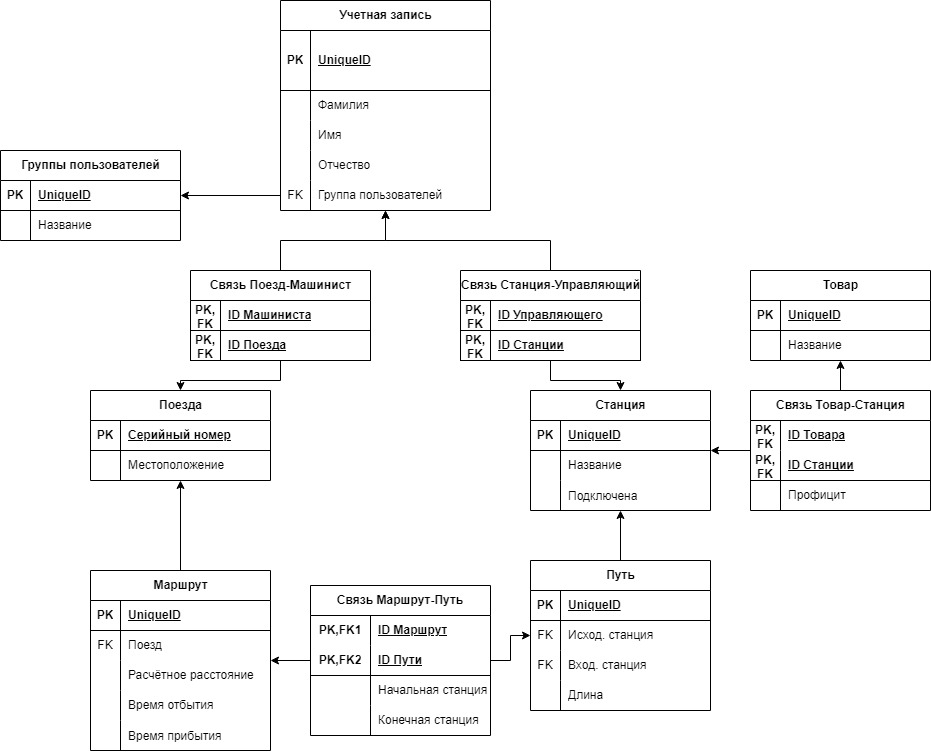 Учетная запись
PK UniqueID
Фамилия
Имя
Отчество
FK Группа пользователей
Группы пользователей
PK UniqueID
Название
Связь Поезд-Машинист
PK, FK ID Машиниста
PK, FK ID Поезда
Связь Станция-Управляющий
PK, FK ID Управляющего
PK, FK ID Станции
Товар
PK UniqueID
Название
Поезда
PK Серийный номер
Местоположение
Станция
PK UniqueID
Название
Подключена
Связь Товар-Станция
PK, FK ID Товара
PK, FK ID Станции
Профицит
Маршрут
PK UniqueID
FK Поезд
Расчётное расстояние
Время отбытия
Время прибытия
Связь Маршрут-Путь
PK,FK1 ID Маршрут
PK,FK2 ID Пути
Начальная станция
Конечная станция
Путь
PK UniqueID
FK Исход. станция
FK Вход. станция
Длина